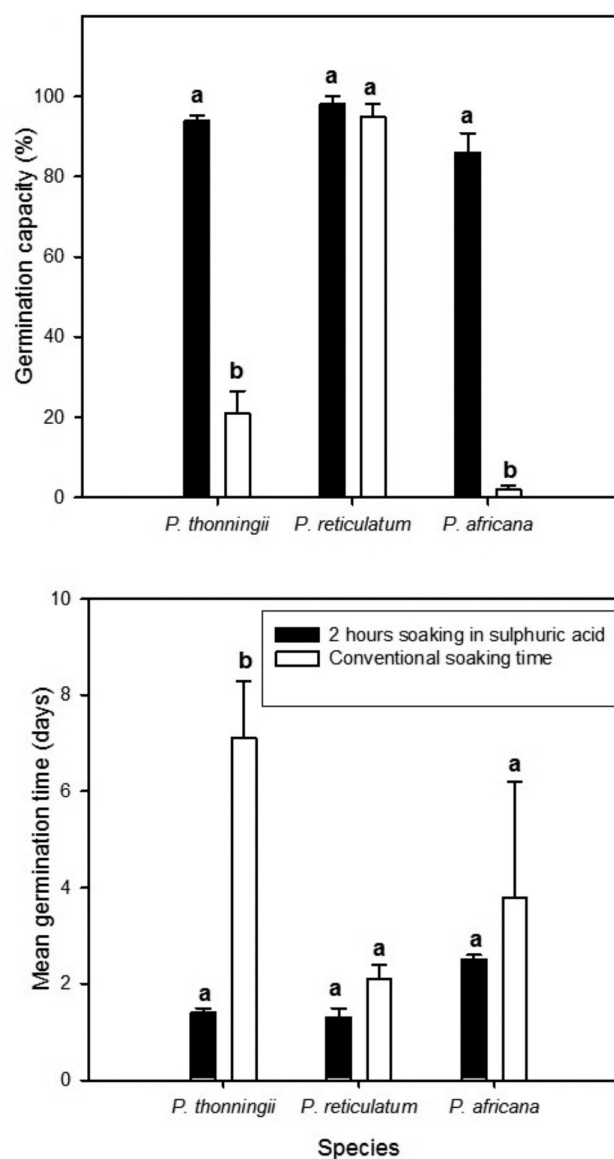 Germination capacity (%)
100
80
60
40
20
0
a
b
a
a
a
b
P. thonningii P. reticulatum P. africana
Mean germination time (days)
10
8
6
4
2
0
2 hours soaking in sulphuric acid
Conventional soaking time
a
b
a
a
a
a
P. thonningii P. reticulatum P. africana
Species